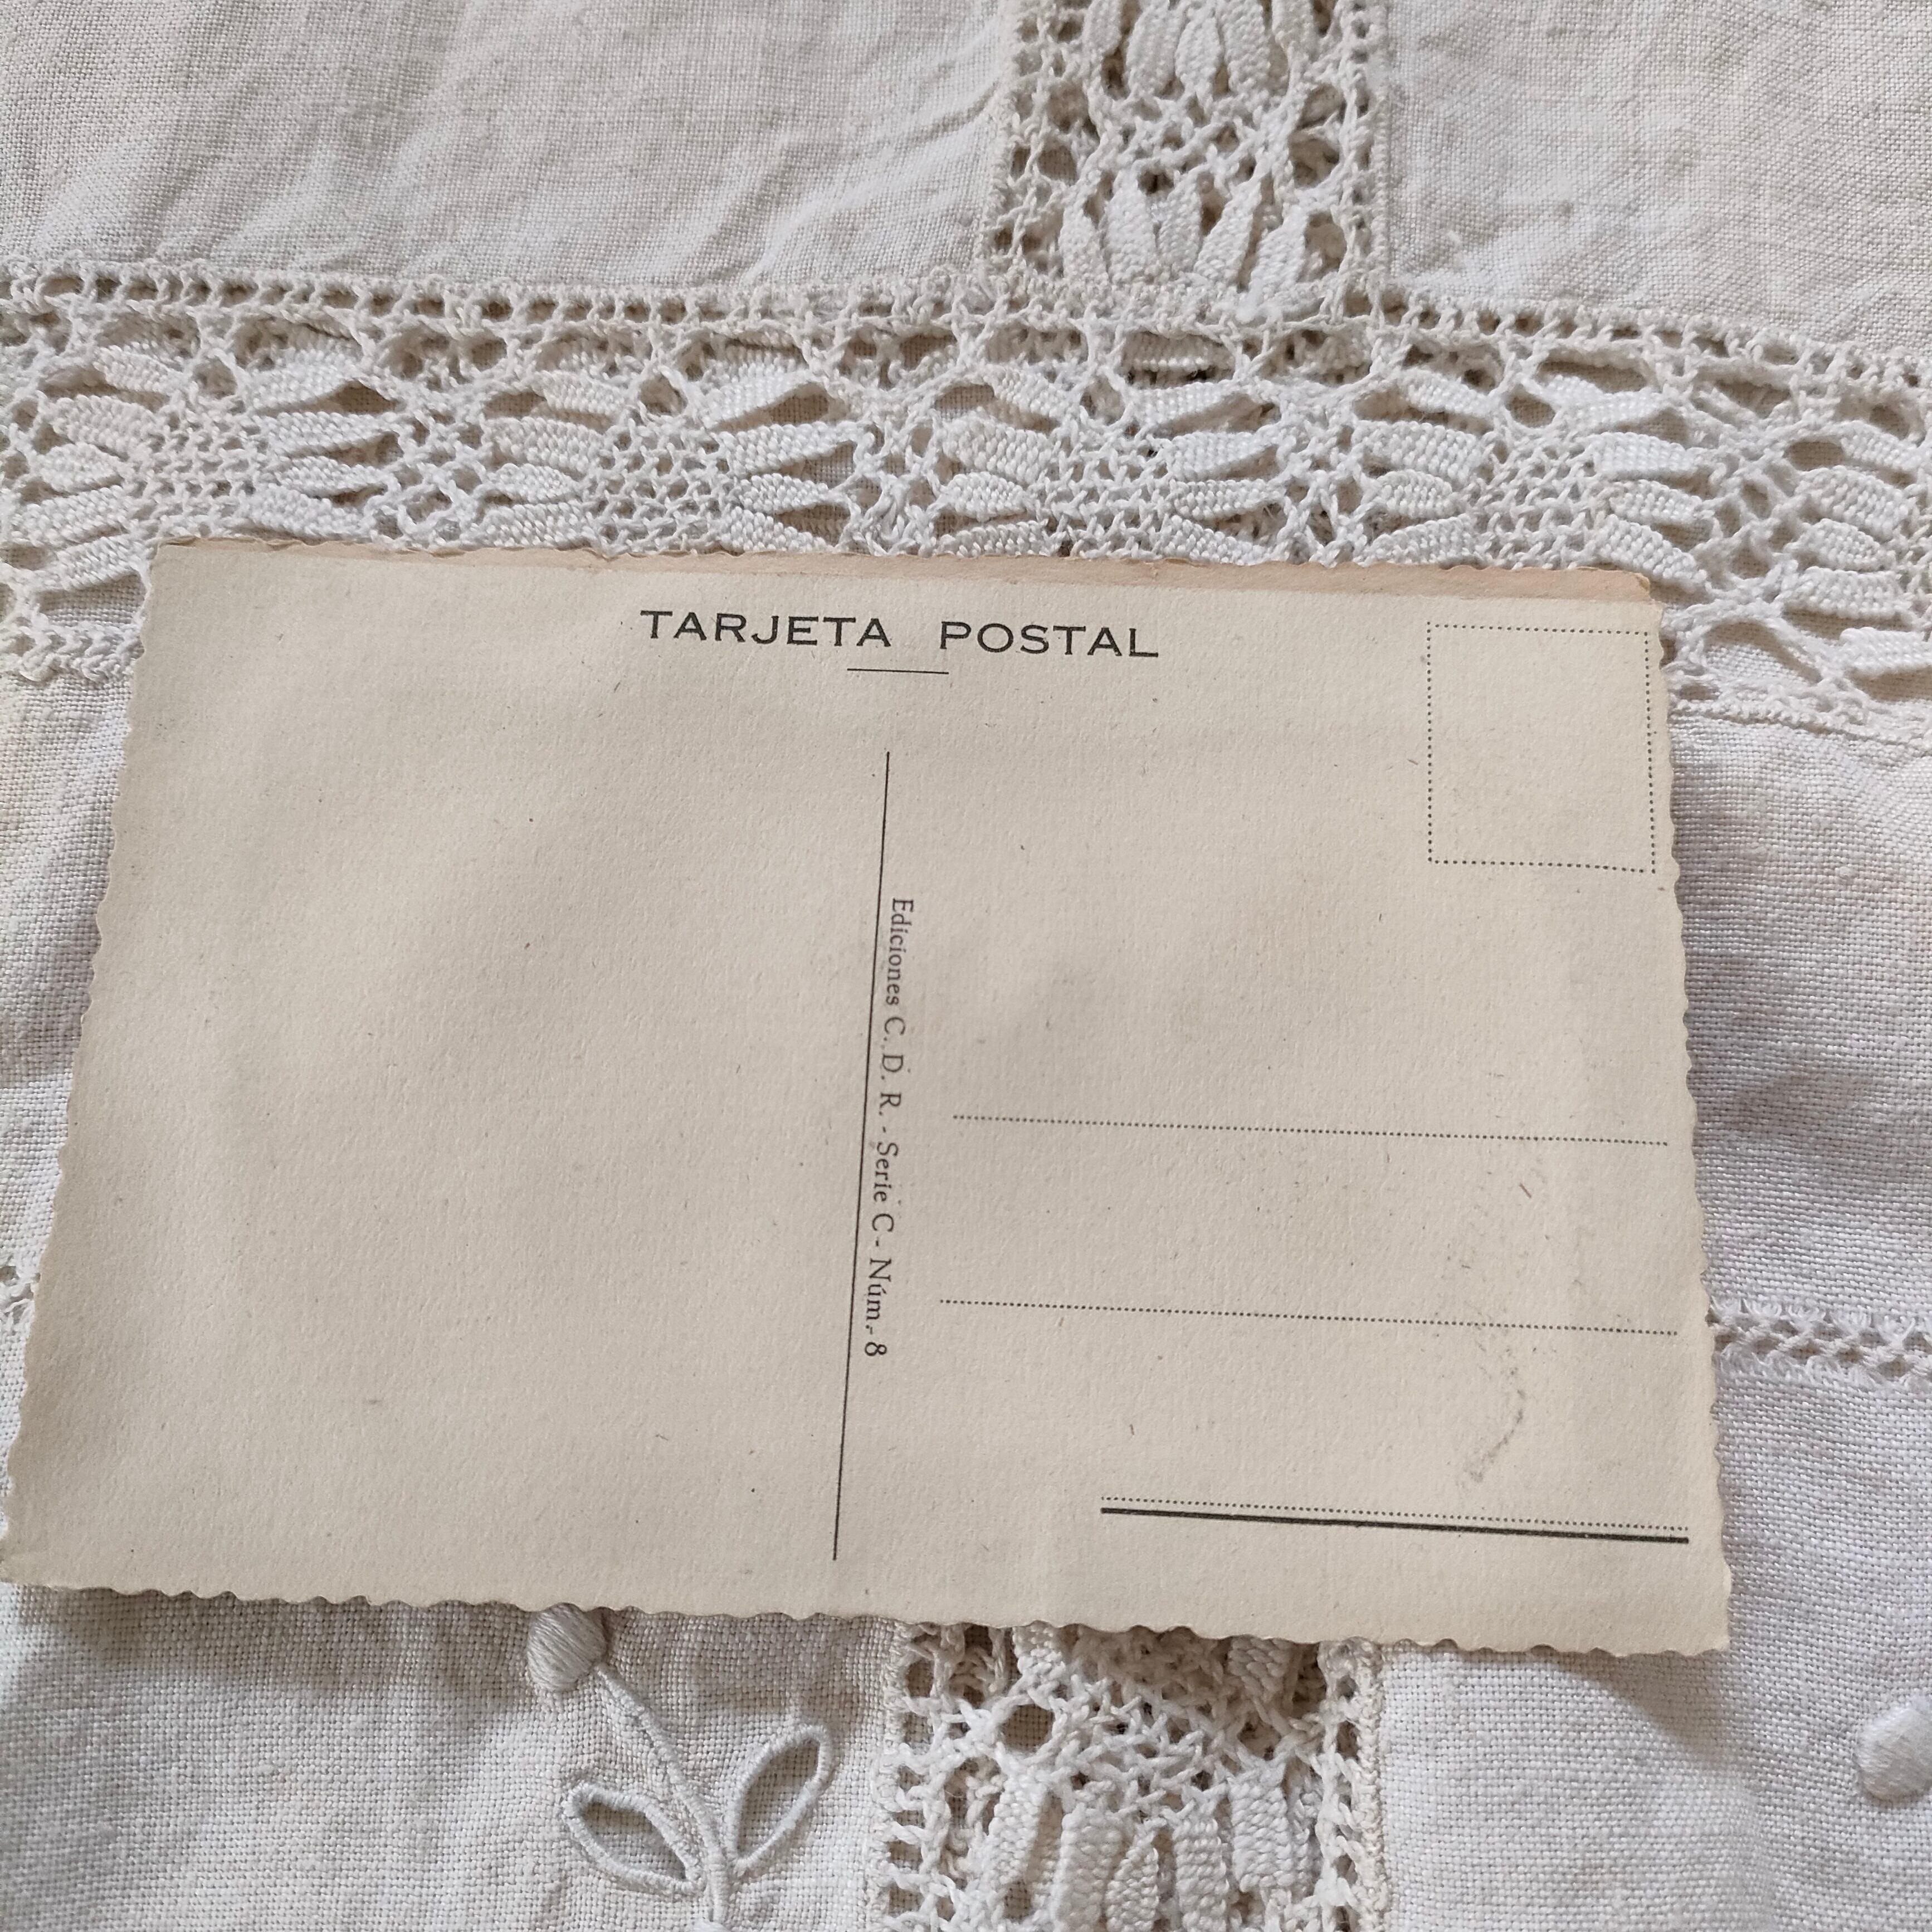 TARJETA POSTAL
Ediciones C. D. R. - Serie C - Núm. - 8